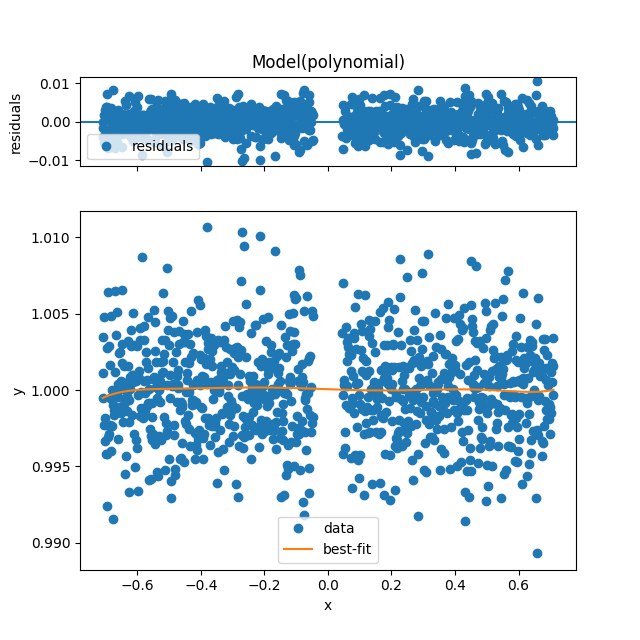 Model(polynomial)
0.01
0.00
−0.01
residuals
residuals
1.010
1.005
1.000
0.995
0.990
y
data
best-fit
−0.6 −0.4 −0.2 0.0 0.2 0.4 0.6
x